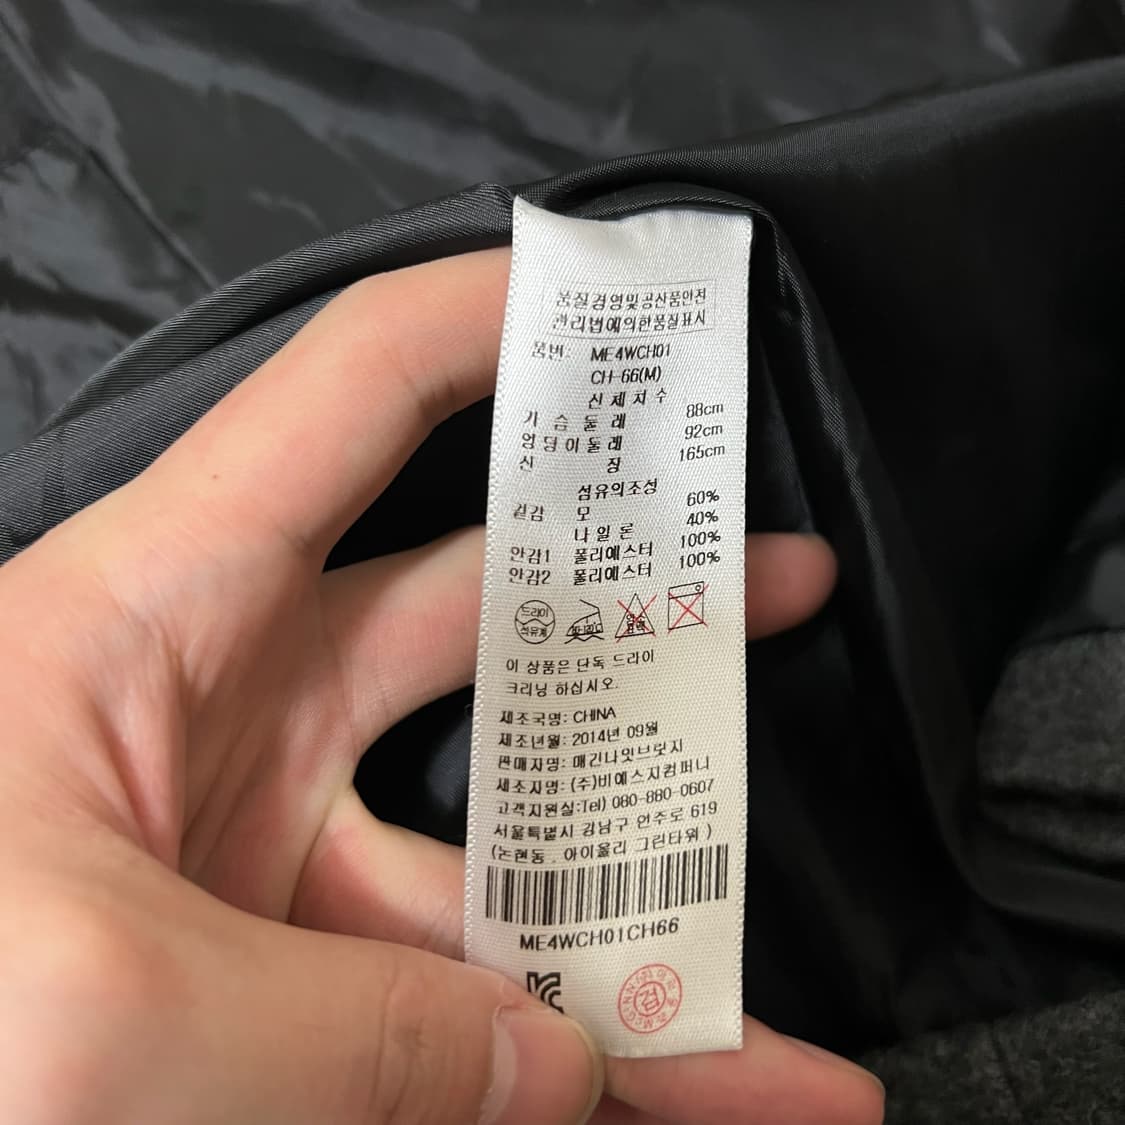 품질경영및공산품안전
관리법에의한품질표시
품번: ME4WCH01
CH-66(M)
신체치수
가슴둘레 88cm
엉덩이둘레 92cm
신장 165cm
섬유의조성
겉감 모 60%
나일론 40%
안감1 폴리에스터 100%
안감2 폴리에스터 100%
드라이
석유계
이 상품은 단독 드라이
크리닝 하십시오.
제조국명: CHINA
제조년월: 2014년 09월
판매자명: 매긴나잇브릿지
제조자명: (주)비에스지컴퍼니
고객지원실:Tel) 080-880-0607
서울특별시 강남구 언주로 619
(논현동 . 아이올리 그린타워 )
ME4WCH01CH66
검